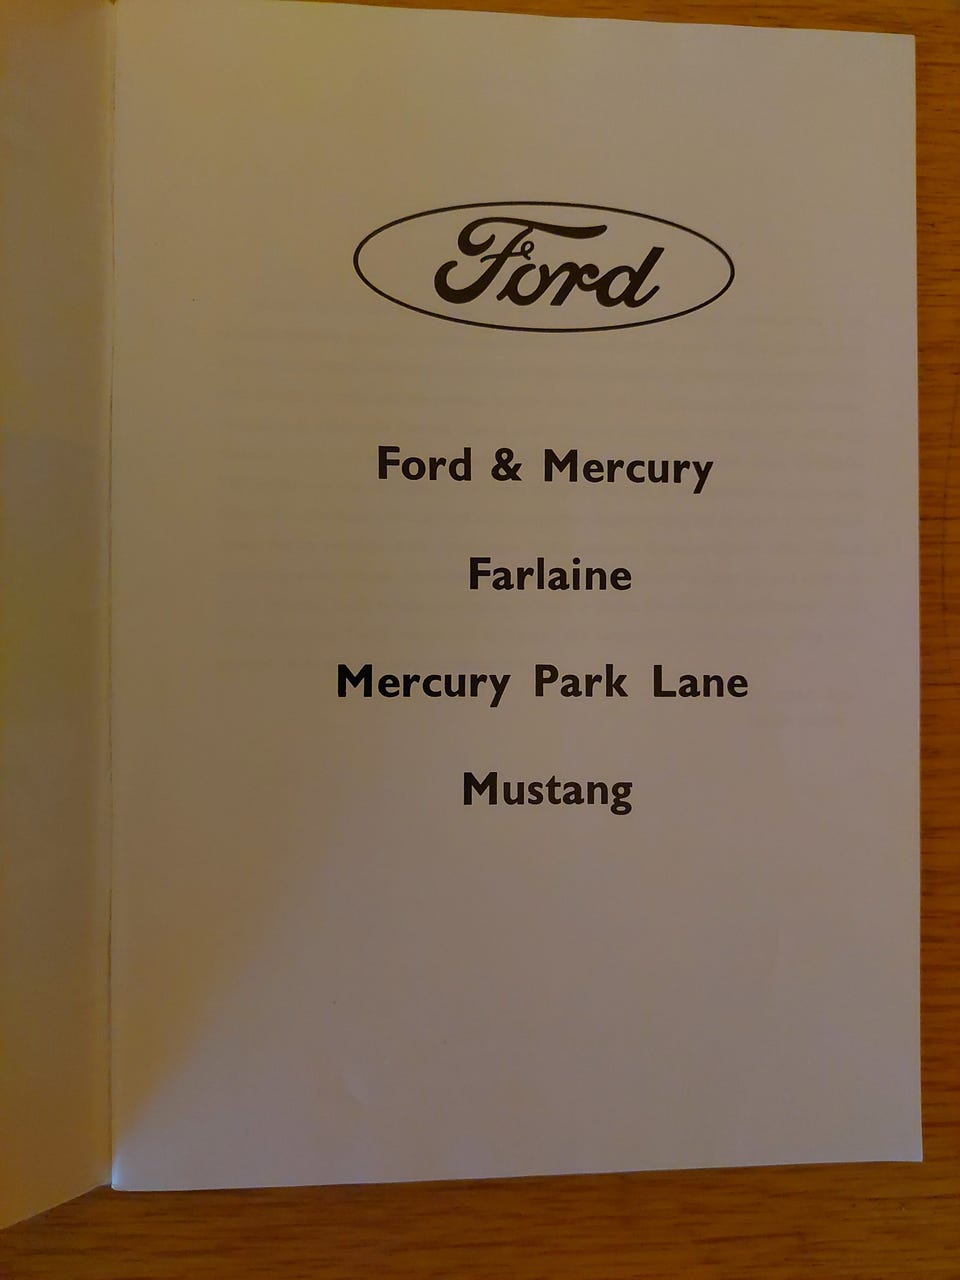 Ford
Ford & Mercury
Farlaine
Mercury Park Lane
Mustang